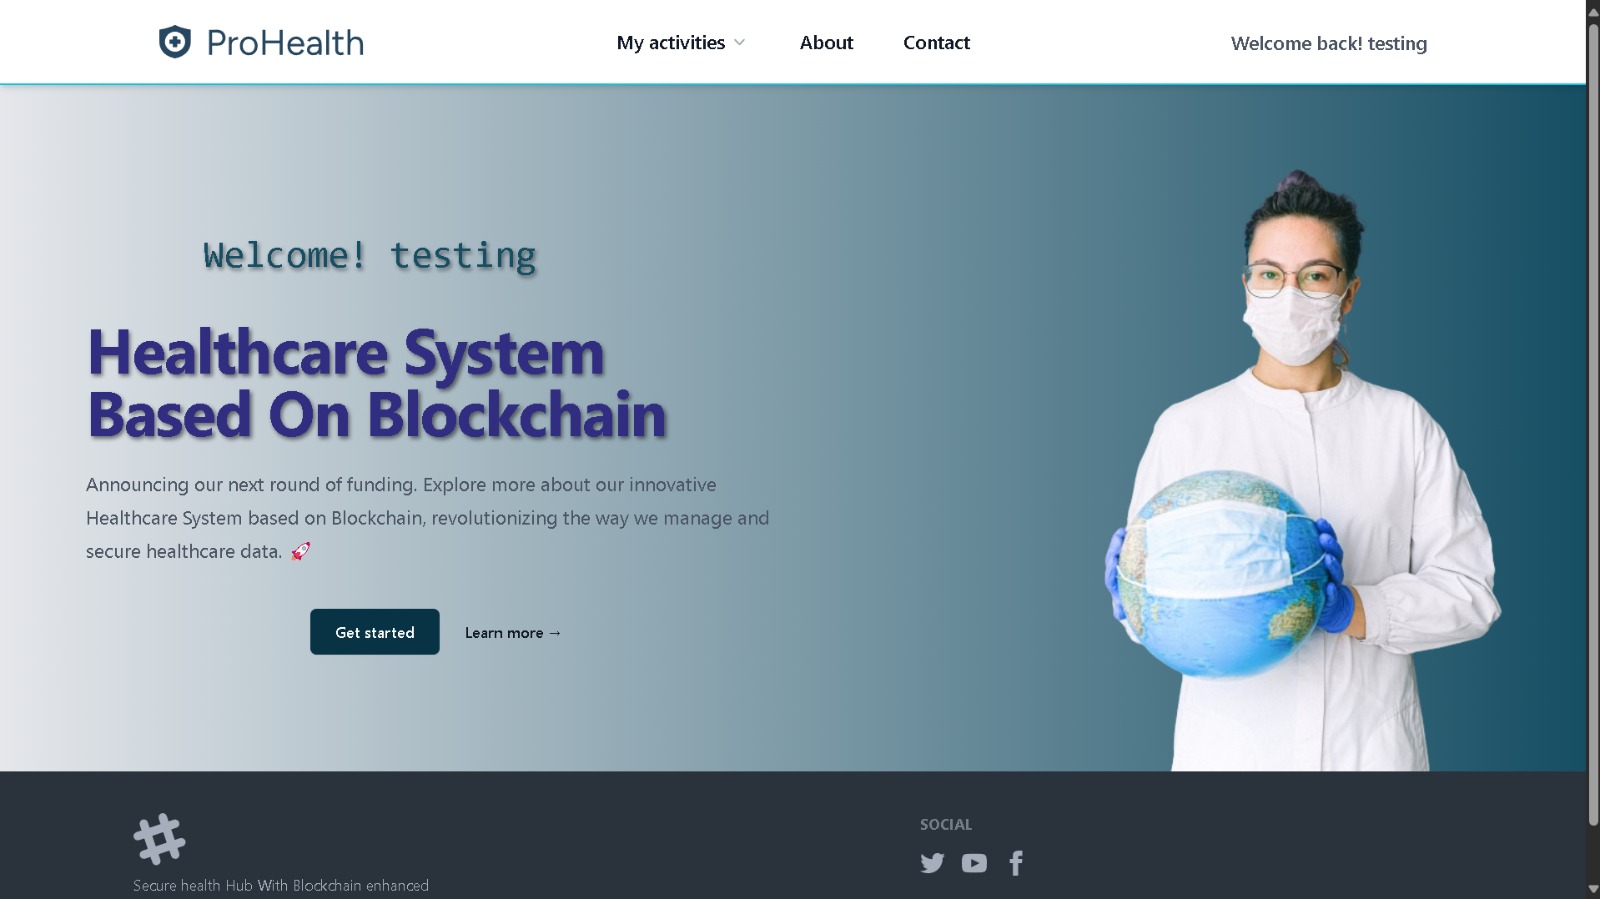 ProHealth
My activities
About
Contact
Welcome back! testing
Welcome! testing
Healthcare System
Based On Blockchain
Announcing our next round of funding. Explore more about our innovative
Healthcare System based on Blockchain, revolutionizing the way we manage and
secure healthcare data. 🚀
Get started
Learn more →
SOCIAL
Secure health Hub With Blockchain enhanced